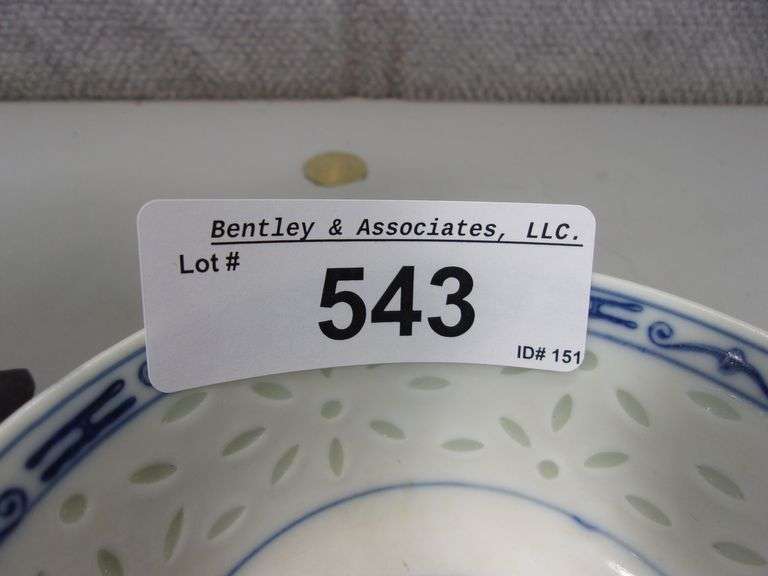 Bentley & Associates, LLC.
Lot #
543
ID# 151